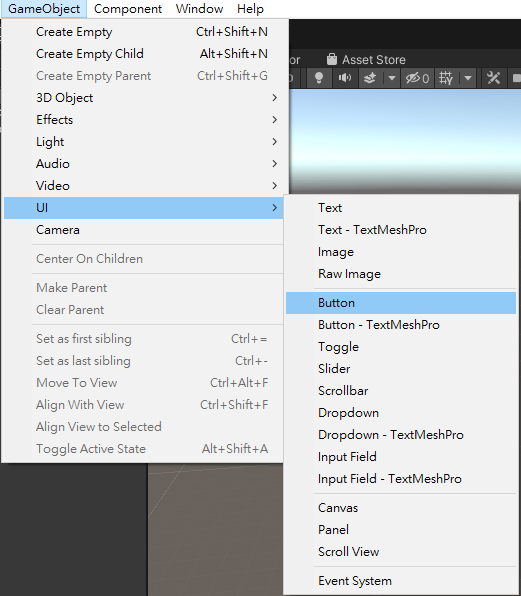 GameObject Component Window Help
Create Empty Ctrl+Shift+N
Create Empty Child Alt+Shift+N
Create Empty Parent Ctrl+Shift+G
3D Object
Effects
Light
Audio
Video
UI
Camera
Center On Children
Make Parent
Clear Parent
Set as first sibling Ctrl+=
Set as last sibling Ctrl+-
Move To View Ctrl+Alt+F
Align With View Ctrl+Shift+F
Align View to Selected
Toggle Active State Alt+Shift+A
or Asset Store
0 0
Text
Text - TextMeshPro
Image
Raw Image
Button
Button - TextMeshPro
Toggle
Slider
Scrollbar
Dropdown
Dropdown - TextMeshPro
Input Field
Input Field - TextMeshPro
Canvas
Panel
Scroll View
Event System